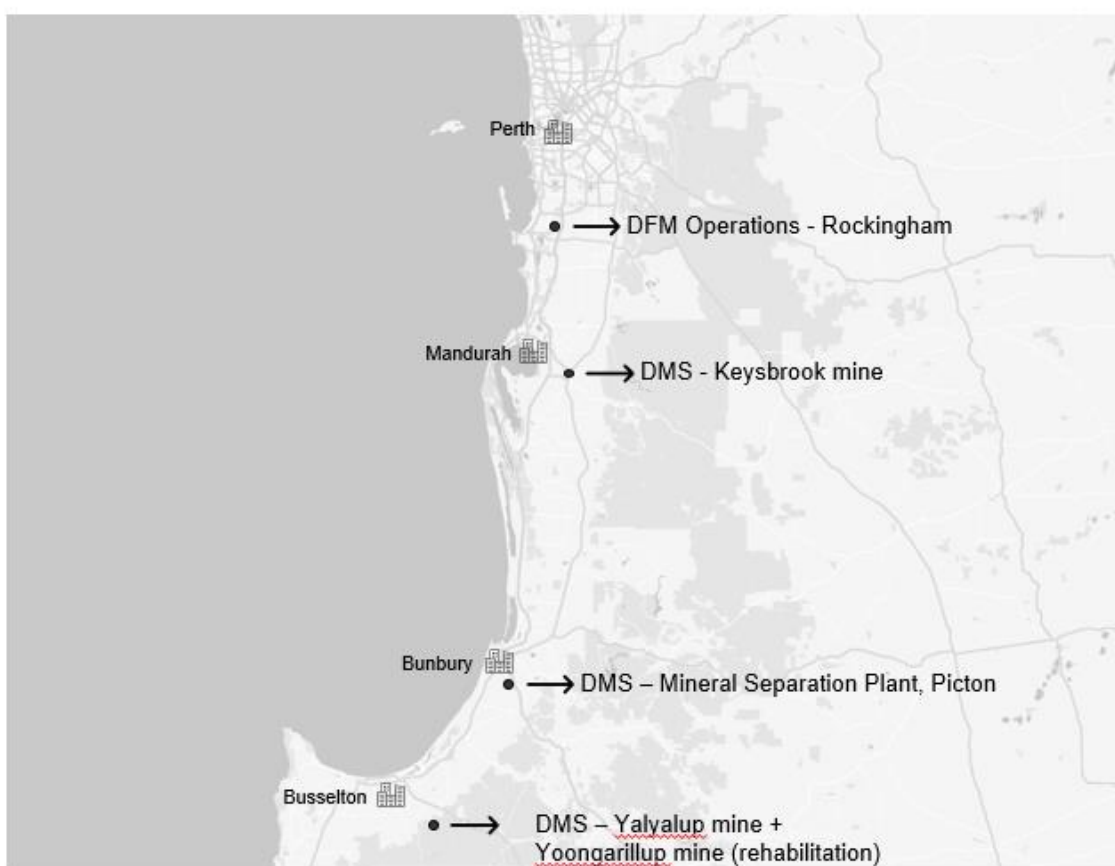 Perth
DFM Operations - Rockingham
Mandurah
DMS - Keysbrook mine
Bunbury
DMS – Mineral Separation Plant, Picton
Busselton
DMS – Yalyalup mine +
Yoongarillup mine (rehabilitation)